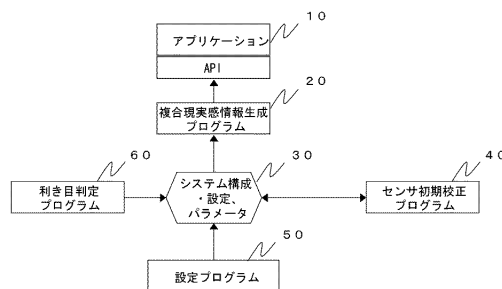 １０
アプリケーション
API
２０
複合現実感情報生成
プログラム
６０
３０
４０
利き目判定
プログラム
システム構成
・設定、
パラメータ
センサ初期校正
プログラム
５０
設定プログラム